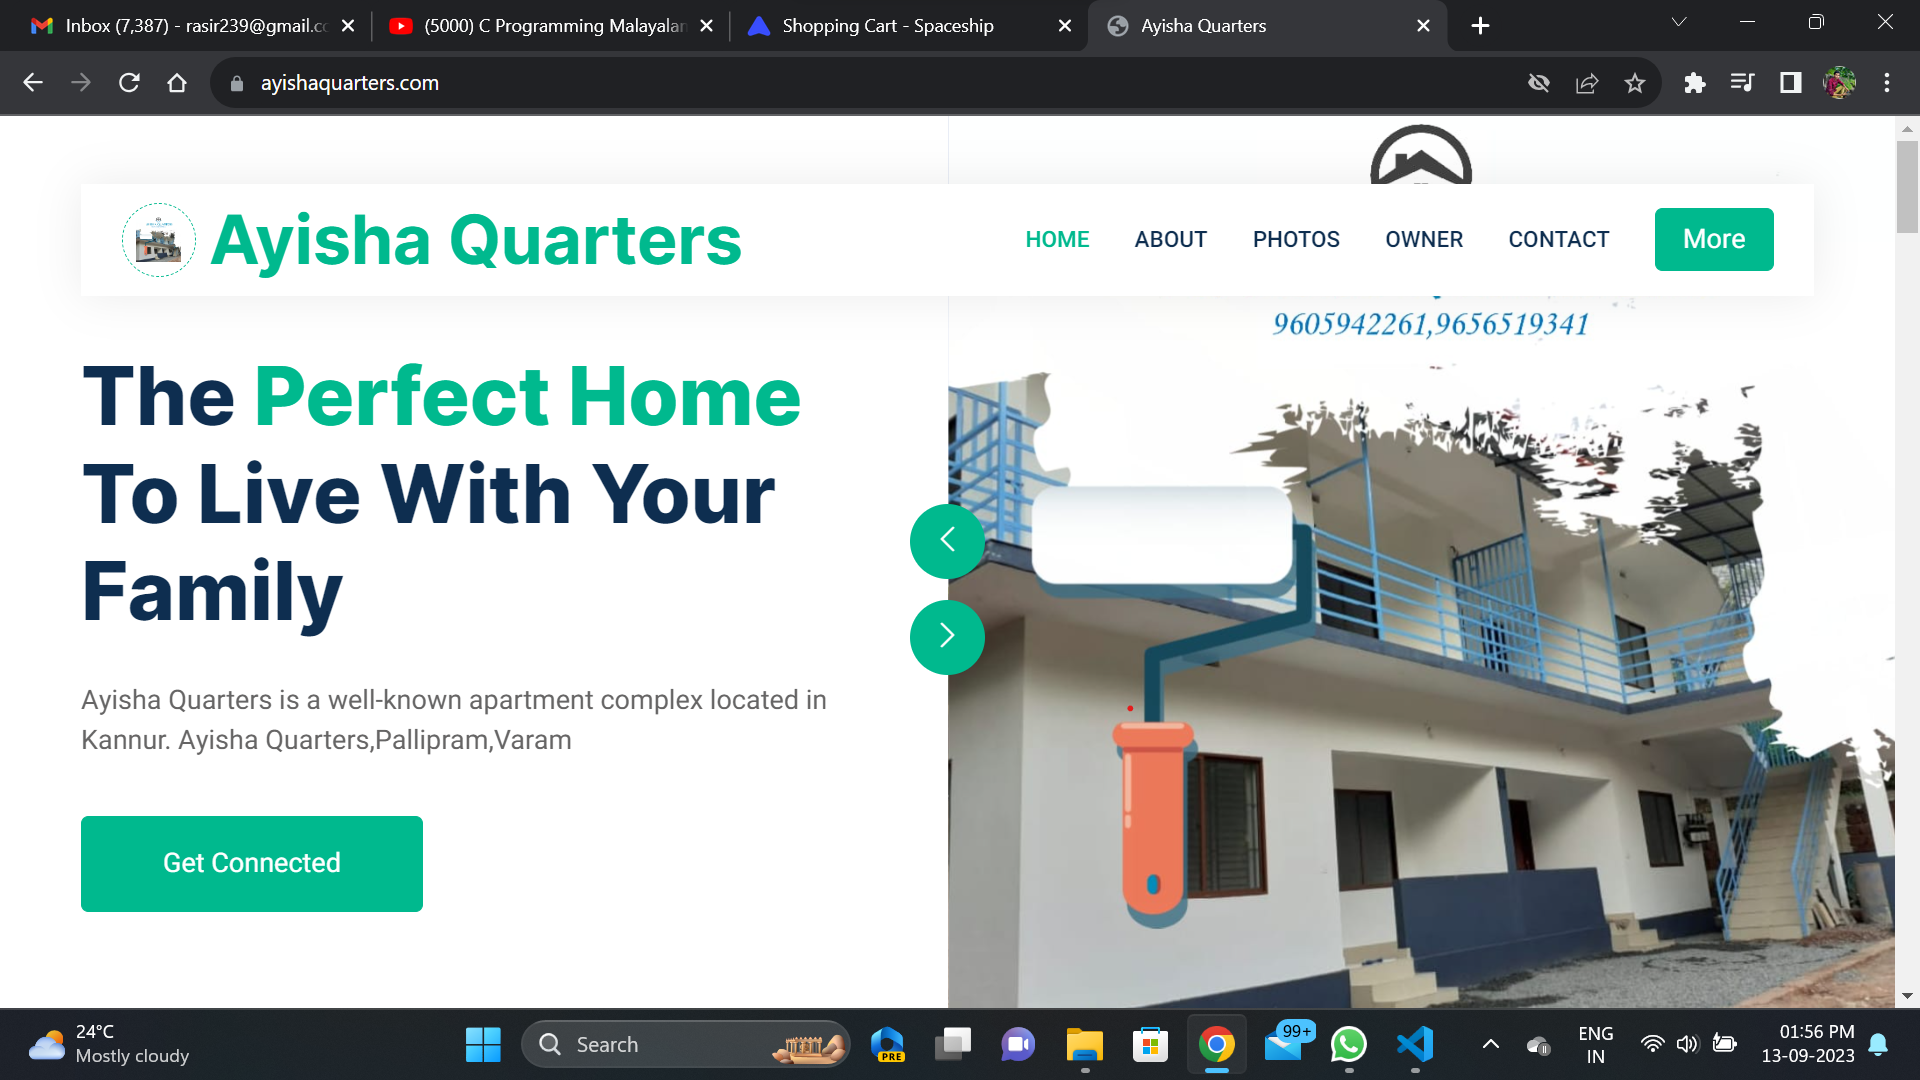 Inbox (7,387) - rasir239@gmail.c
(5000) C Programming Malayalan
Shopping Cart - Spaceship
Ayisha Quarters
ayishaquarters.com
Ayisha Quarters
HOME
ABOUT
PHOTOS
OWNER
CONTACT
More
9605942261,9656519341
The Perfect Home
To Live With Your
Family
Ayisha Quarters is a well-known apartment complex located in
Kannur. Ayisha Quarters,Pallipram,Varam
Get Connected
24°C
Mostly cloudy
Search
PRE
99+
ENG
IN
01:56 PM
13-09-2023